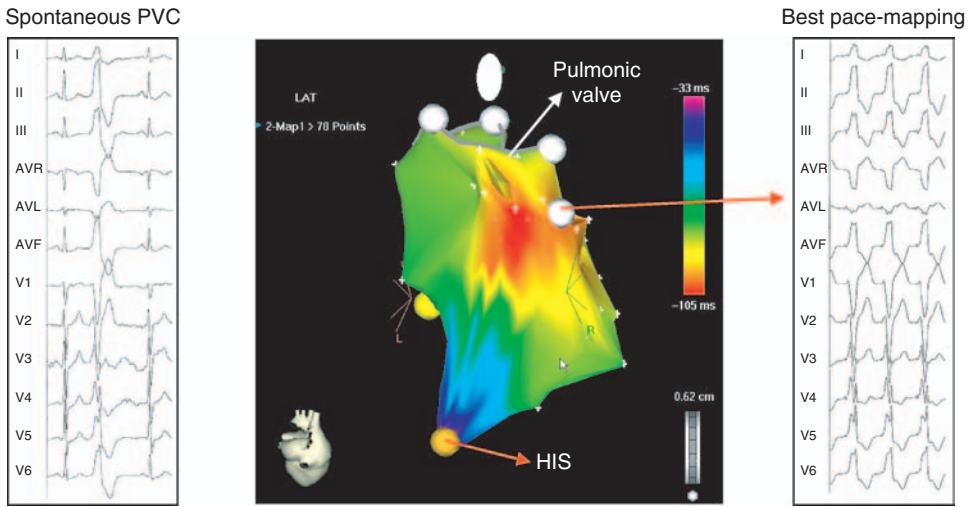 Spontaneous PVC
Best pace-mapping
I
II
III
AVR
AVL
AVF
V1
V2
V3
V4
V5
V6
LAT
2-Map1 > 78 Points
Pulmonic
valve
-33 ms
-105 ms
L
R
0.62 cm
HIS
I
II
III
AVR
AVL
AVF
V1
V2
V3
V4
V5
V6